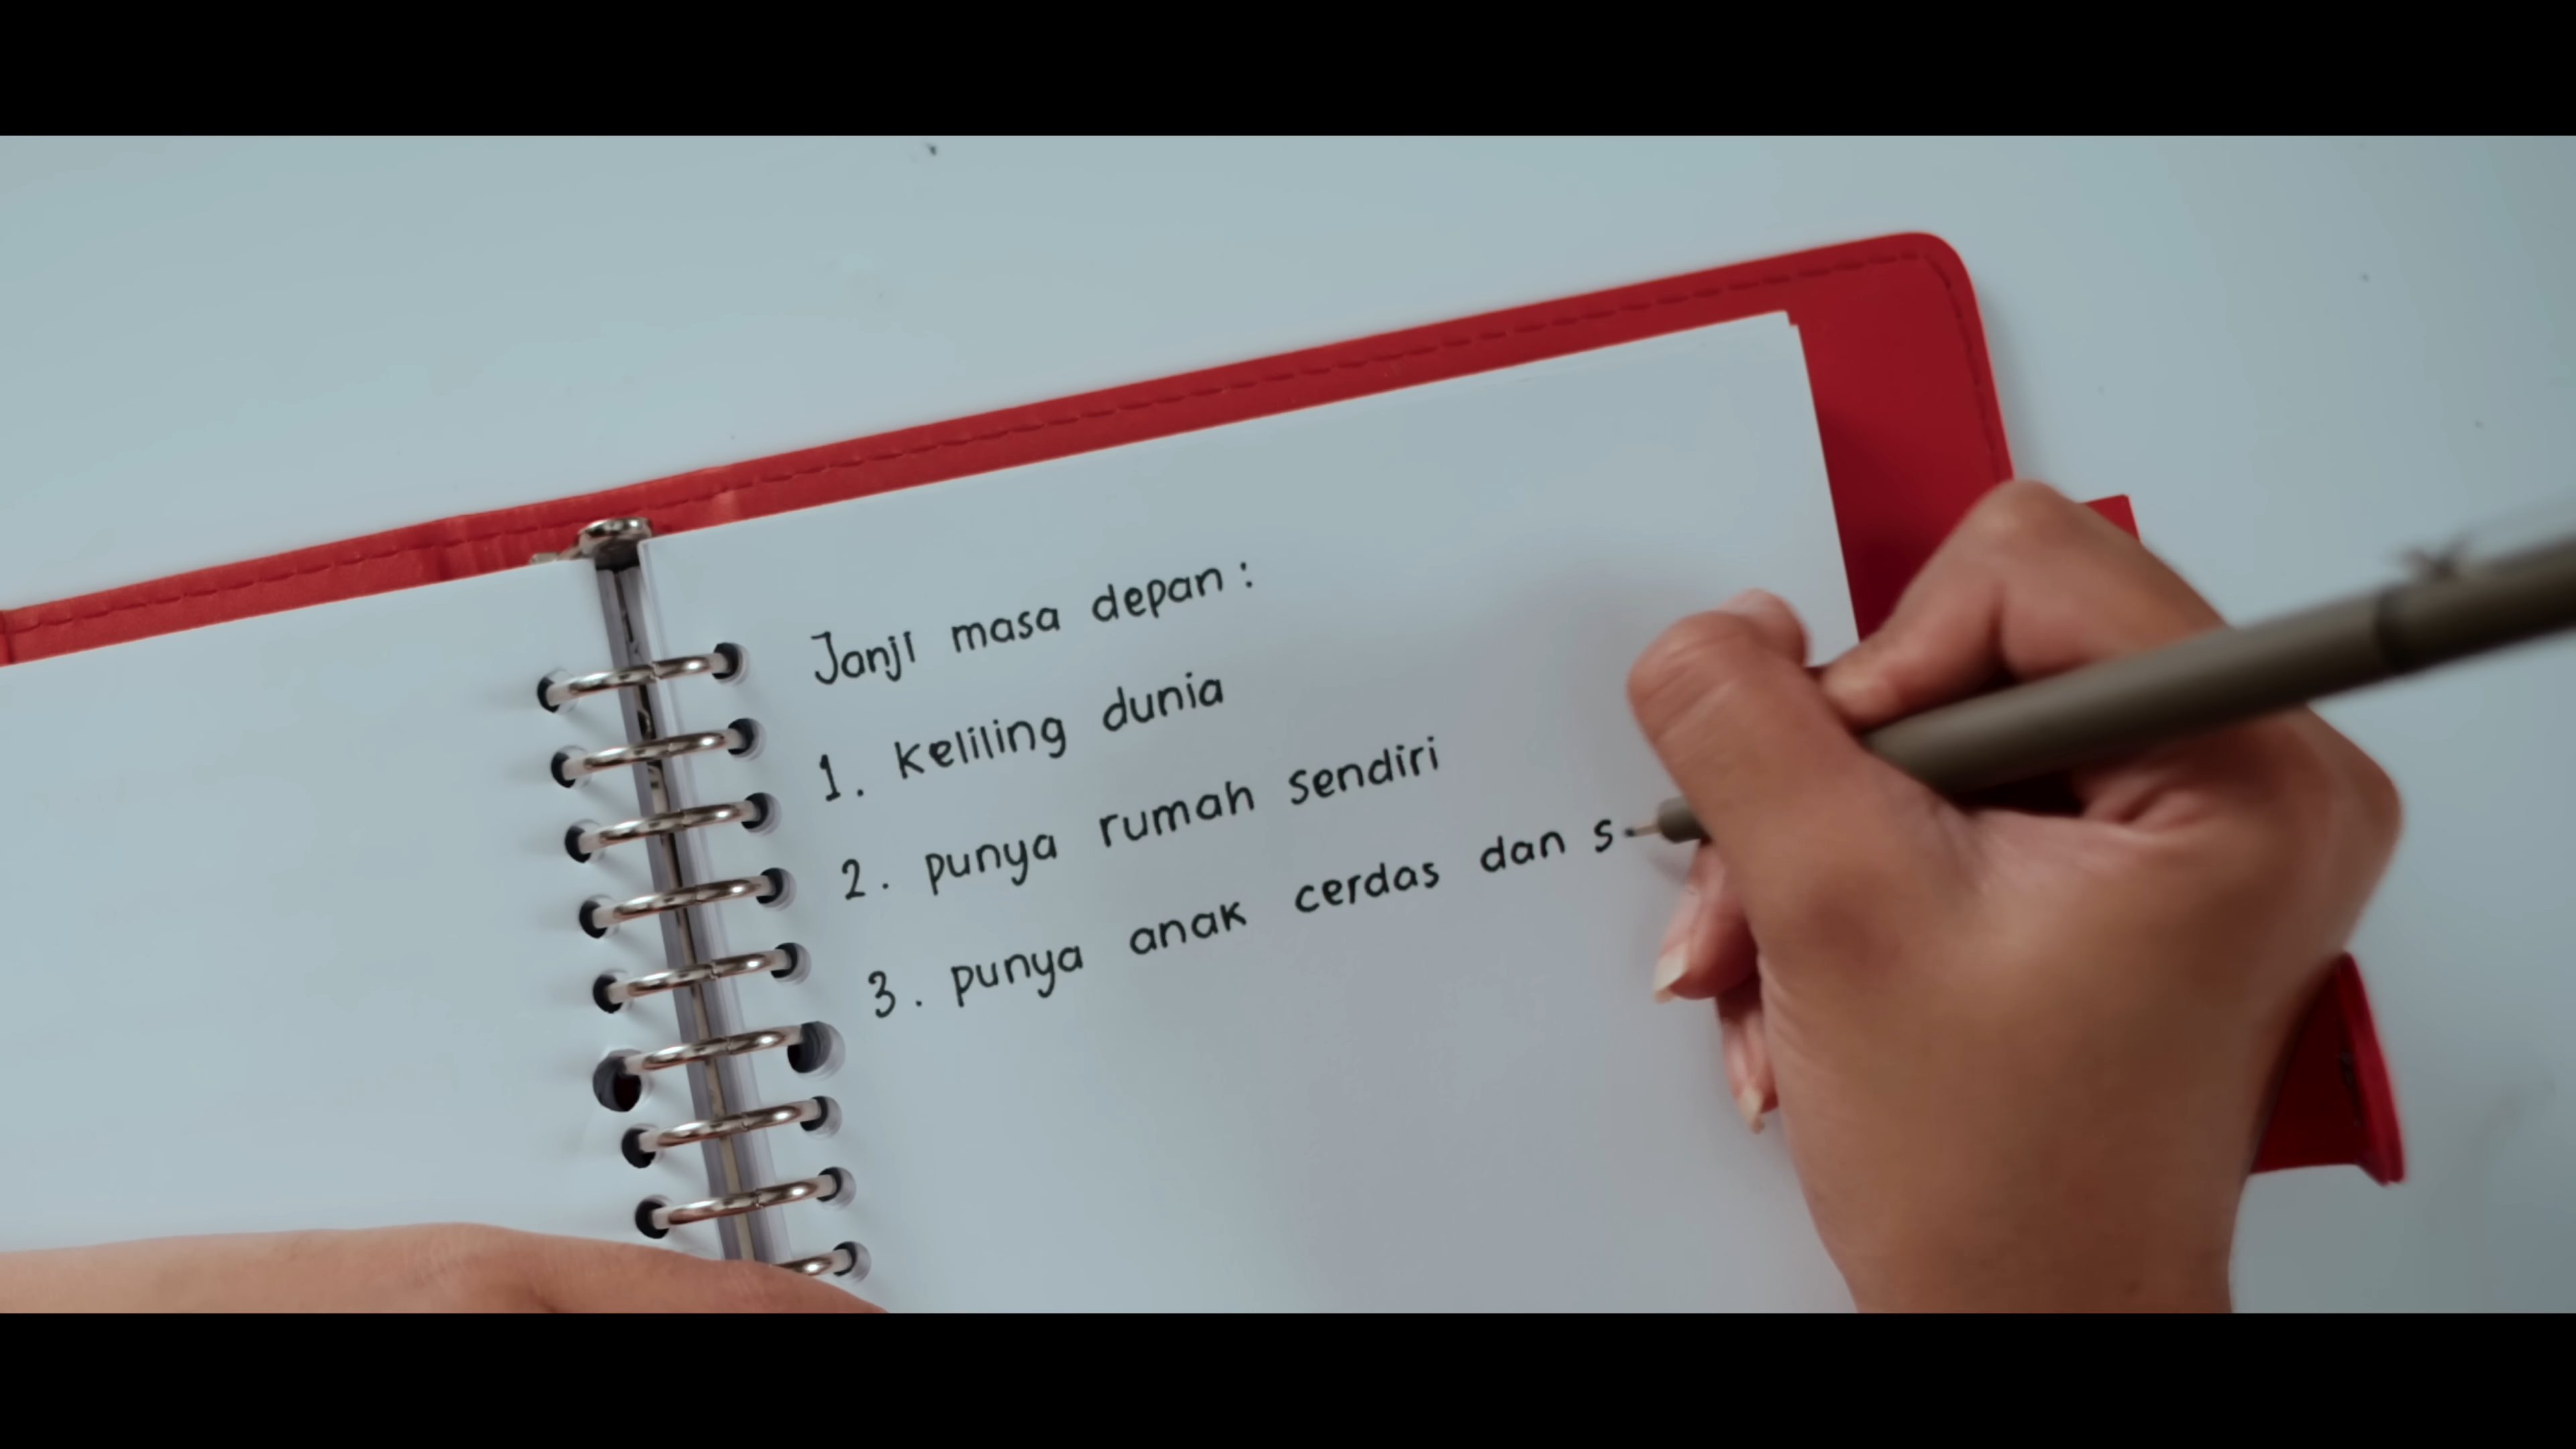 Janji masa depan :
1. keliling dunia
2. punya rumah sendiri
3. punya anak cerdas dan s